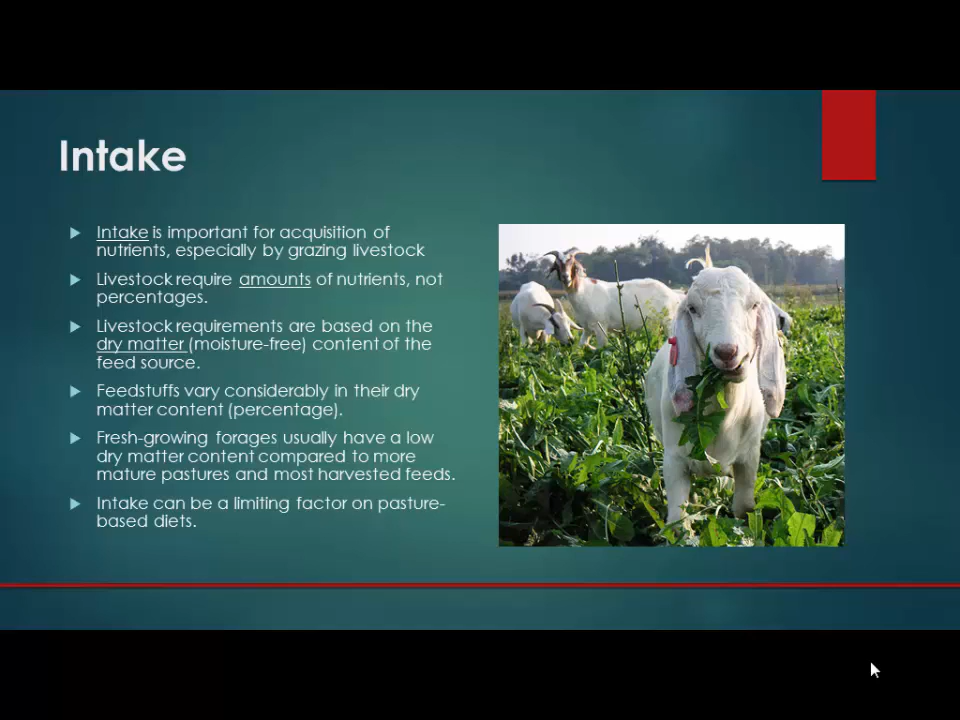 Intake
Intake is important for acquisition of
nutrients, especially by grazing livestock
Livestock require amounts of nutrients, not
percentages.
Livestock requirements are based on the
dry matter (moisture-free) content of the
feed source.
Feedstuffs vary considerably in their dry
matter content (percentage).
Fresh-growing forages usually have a low
dry matter content compared to more
mature pastures and most harvested feeds.
Intake can be a limiting factor on pasture-
based diets.